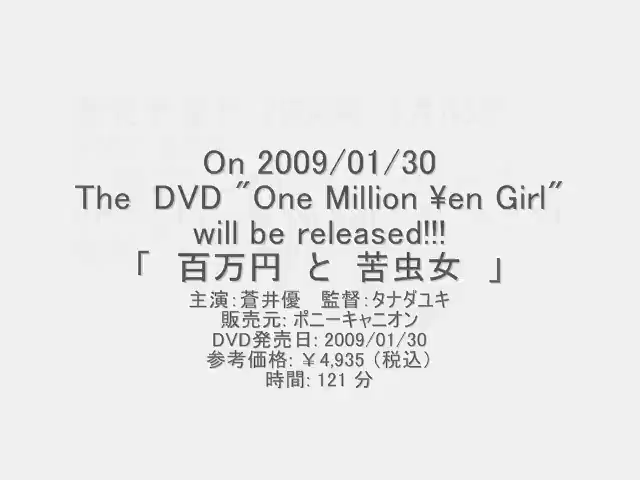 On 2009/01/30
The DVD "One Million ¥en Girl"
will be released!!!
「 百万円 と 苦虫女 」
主演：蒼井優 監督：タナダユキ
販売元： ポニーキャニオン
DVD発売日： 2009/01/30
参考価格： ￥4,935 （税込）
時間： 121 分